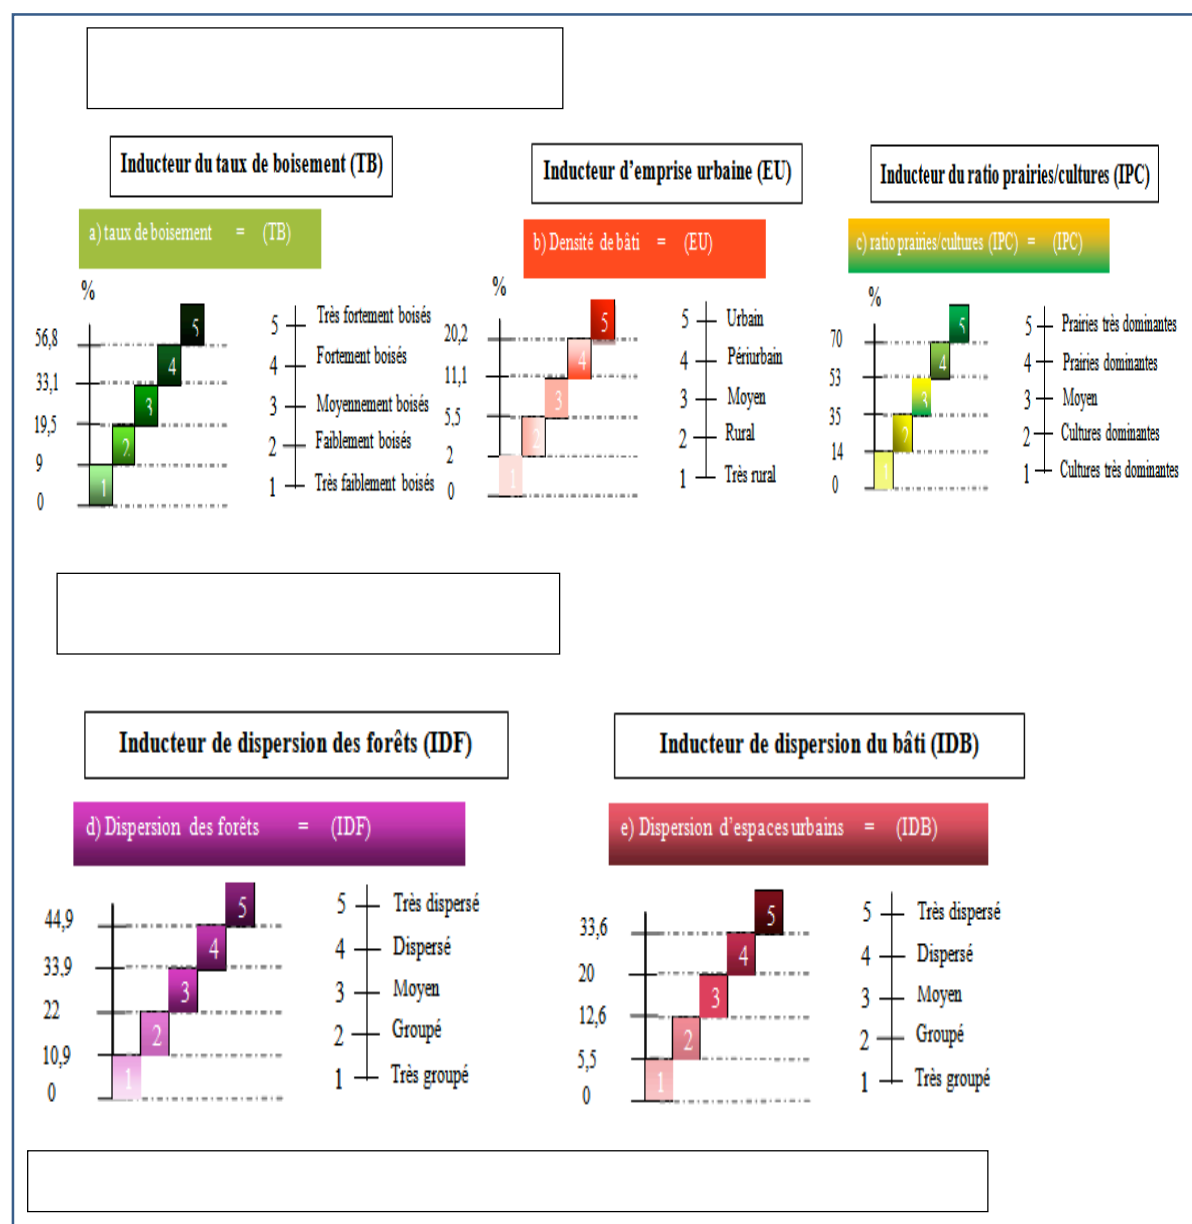 Inducteur du taux de boisement (TB)
a) taux de boisement = (TB)
%
56,8
33,1
19,5
9
0
5
4
3
2
1
5 Très fortement boisés
4 Fortement boisés
3 Moyennement boisés
2 Faiblement boisés
1 Très faiblement boisés
Inducteur d'emprise urbaine (EU)
b) Densité de bâti = (EU)
%
20,2
11,1
5,5
2
0
5
4
3
2
1
5 Urbain
4 Périurbain
3 Moyen
2 Rural
1 Très rural
Inducteur du ratio prairies/cultures (IPC)
c) ratio prairies/cultures (IPC) = (IPC)
%
70
53
35
14
0
5
4
3
2
1
5 Prairies très dominantes
4 Prairies dominantes
3 Moyen
2 Cultures dominantes
1 Cultures très dominantes
Inducteur de dispersion des forêts (IDF)
d) Dispersion des forêts = (IDF)
44,9
33,9
22
10,9
0
5
4
3
2
1
5 Très dispersé
4 Dispersé
3 Moyen
2 Groupé
1 Très groupé
Inducteur de dispersion du bâti (IDB)
e) Dispersion d'espaces urbains = (IDB)
33,6
20
12,6
5,5
0
5
4
3
2
1
5 Très dispersé
4 Dispersé
3 Moyen
2 Groupé
1 Très groupé